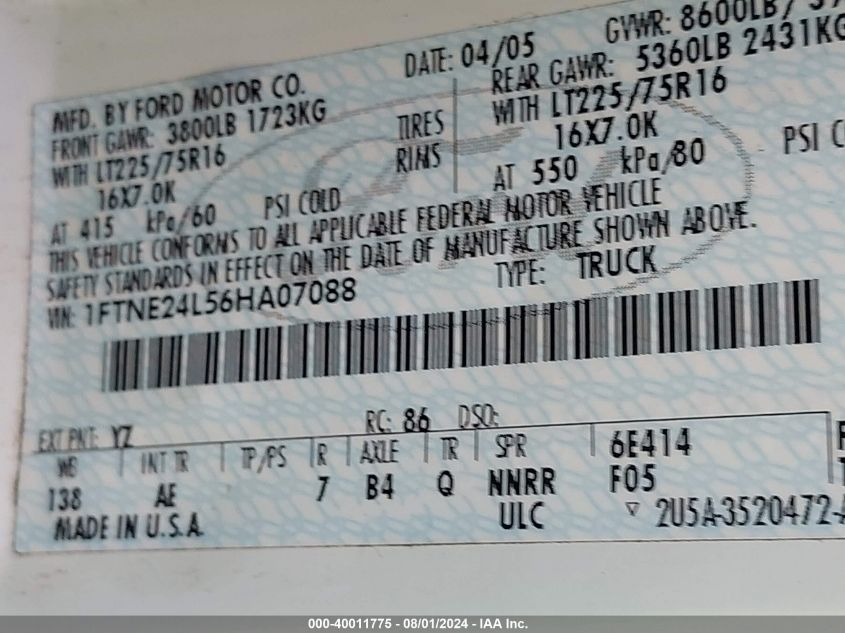 MFD. BY FORD MOTOR CO. DATE: 04/05 GVWR: 8600LB/
FRONT GAWR: 3800LB 1723KG REAR GAWR: 5360LB 2431KG
WITH LT225/75R16 TIRES WITH LT225/75R16
16X7.0K RIMS 16X7.0K
AT 415 kPa/60 PSI COLD AT 550 kPa/80 PSI
THIS VEHICLE CONFORMS TO ALL APPLICABLE FEDERAL MOTOR VEHICLE
SAFETY STANDARDS IN EFFECT ON THE DATE OF MANUFACTURE SHOWN ABOVE.
VIN: 1FTNE24L56HA07088 TYPE: TRUCK
EXT PNT: YZ RC: 86 DSO:
WB INT TR TP/PS R AXLE TR SPR 6E414
138 AE 7 B4 Q NNRR F05
MADE IN U.S.A. ULC ▽ 2U5A-3520472-
000-40011775 - 08/01/2024 - IAA Inc.